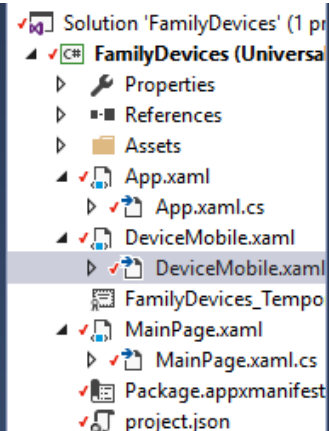 Solution 'FamilyDevices' (1 pr
C# FamilyDevices (Universa
Properties
References
Assets
App.xaml
App.xaml.cs
DeviceMobile.xaml
DeviceMobile.xaml
FamilyDevices_Tempo
MainPage.xaml
MainPage.xaml.cs
Package.appxmanifest
project.json